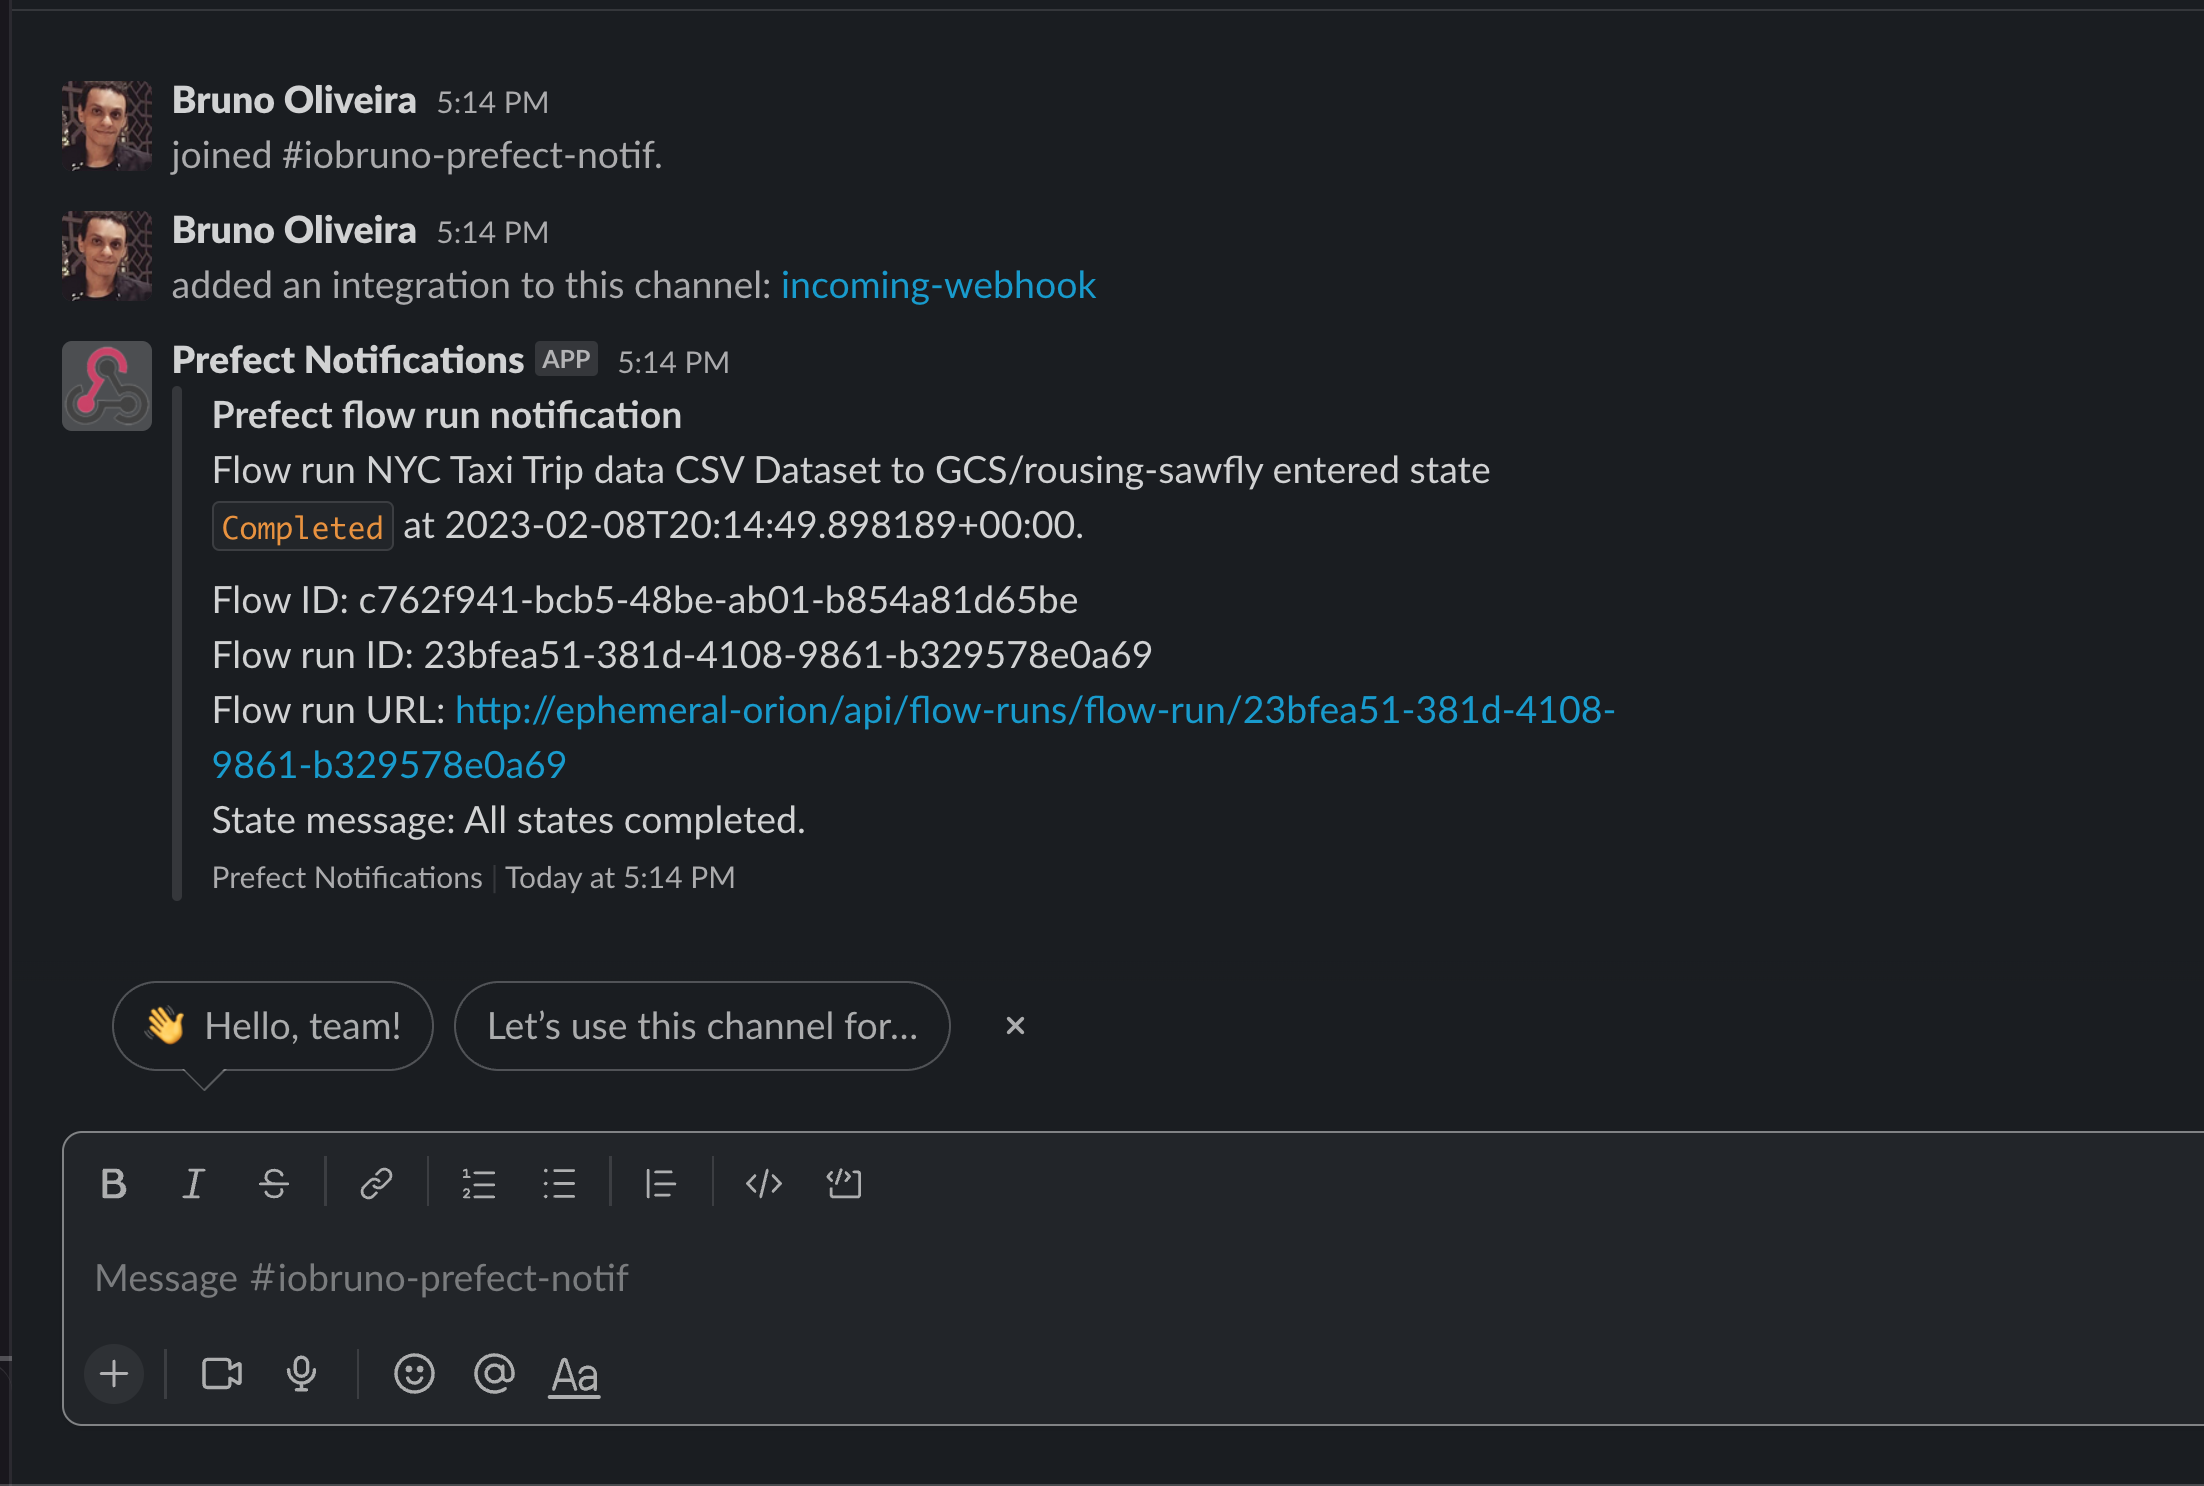 Bruno Oliveira 5:14 PM
joined #iobruno-prefect-notif.
Bruno Oliveira 5:14 PM
added an integration to this channel: incoming-webhook
Prefect Notifications APP 5:14 PM
Prefect flow run notification
Flow run NYC Taxi Trip data CSV Dataset to GCS/rousing-sawfly entered state
Completed at 2023-02-08T20:14:49.898189+00:00.
Flow ID: c762f941-bcb5-48be-ab01-b854a81d65be
Flow run ID: 23bfea51-381d-4108-9861-b329578e0a69
Flow run URL: http://ephemeral-orion/api/flow-runs/flow-run/23bfea51-381d-4108-
9861-b329578e0a69
State message: All states completed.
Prefect Notifications | Today at 5:14 PM
👋 Hello, team! Let’s use this channel for... ×
Message #iobruno-prefect-notif
Aa